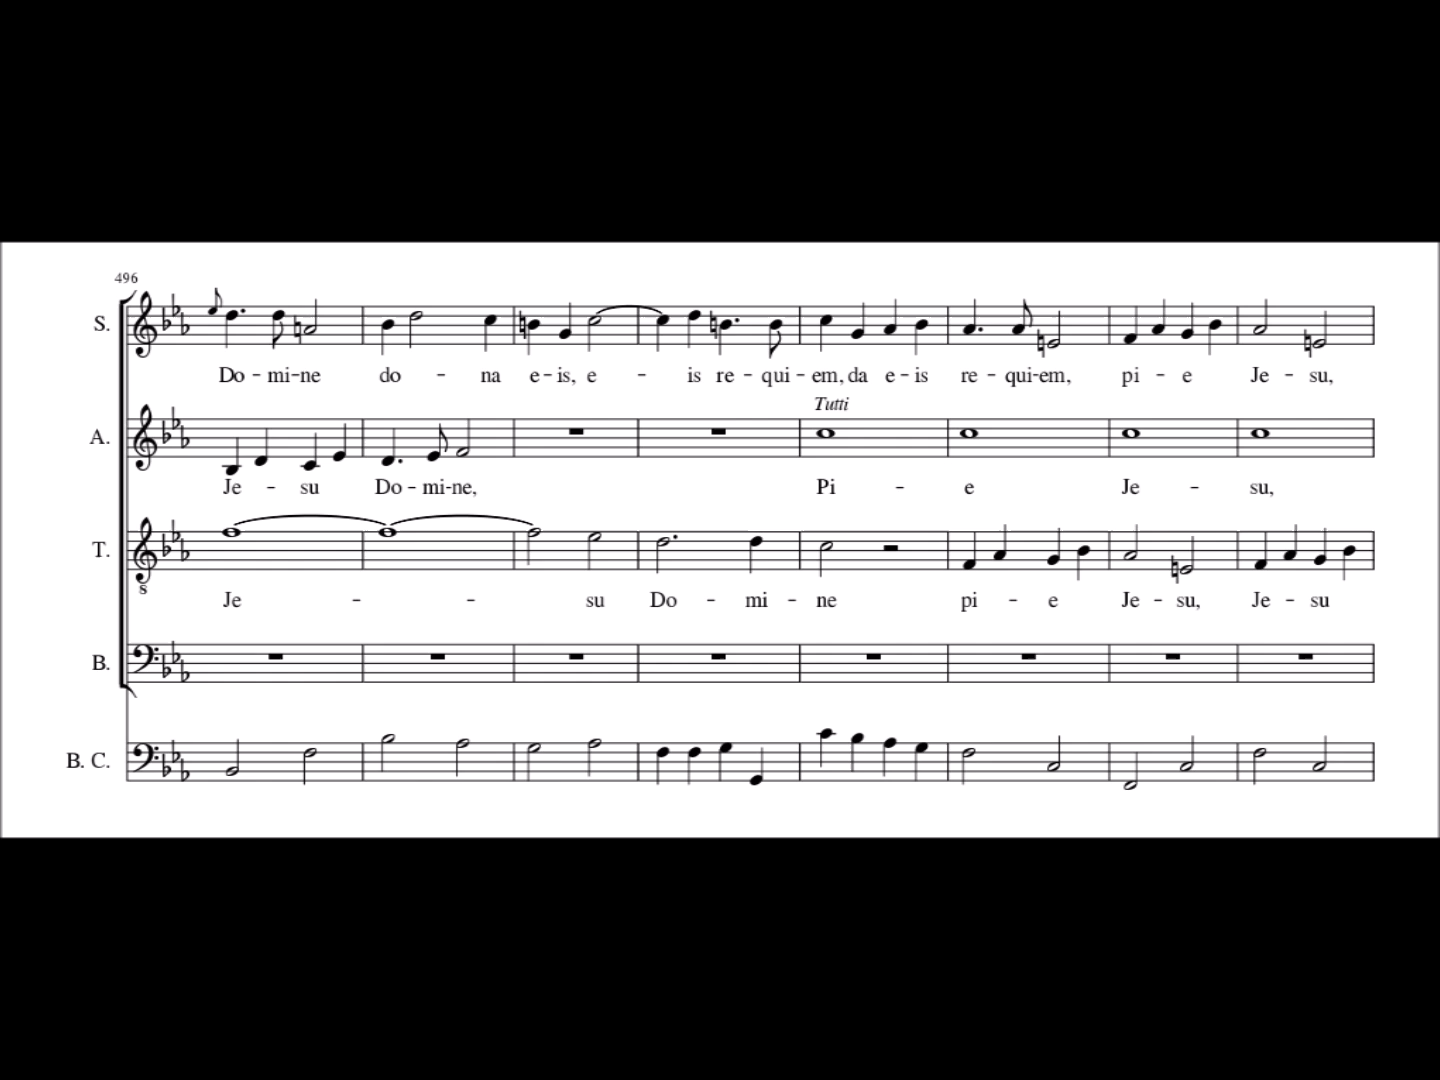 496
S.
Do - mi - ne do - na e - is, e - is re - qui - em, da e - is re - qui - em, pi - e Je - su,
Tutti
A.
Je - su Do - mi - ne, Pi - e Je - su,
T.
8
Je - - su Do - mi - ne pi - e Je - su, Je - su
B.
B. C.